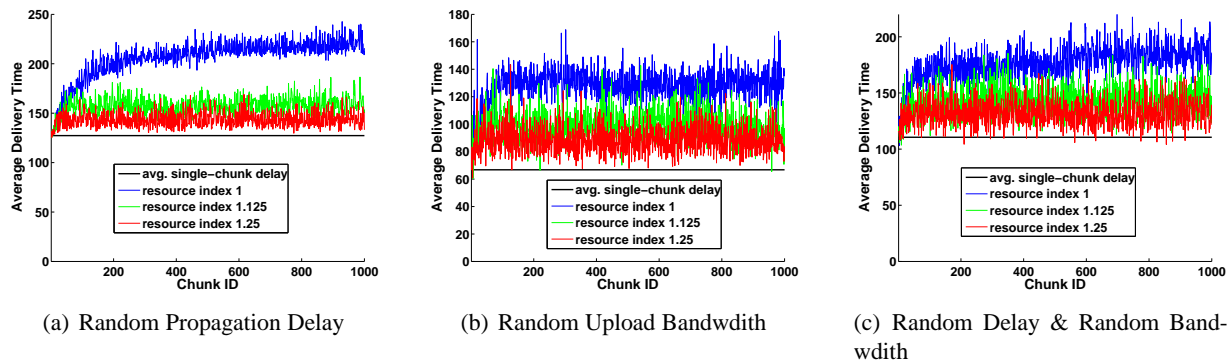 250
200
150
100
50
0
Average Delivery Time
avg. single−chunk delay
resource index 1
resource index 1.125
resource index 1.25
200 400 600 800 1000
Chunk ID
(a) Random Propagation Delay
180
160
140
120
100
80
60
40
20
0
Average Delivery Time
avg. single−chunk delay
resource index 1
resource index 1.125
resource index 1.25
200 400 600 800 1000
Chunk ID
(b) Random Upload Bandwdith
200
150
100
50
0
Average Delivery Time
avg. single−chunk delay
resource index 1
resource index 1.125
resource index 1.25
200 400 600 800 1000
Chunk ID
(c) Random Delay & Random Band-
wdith